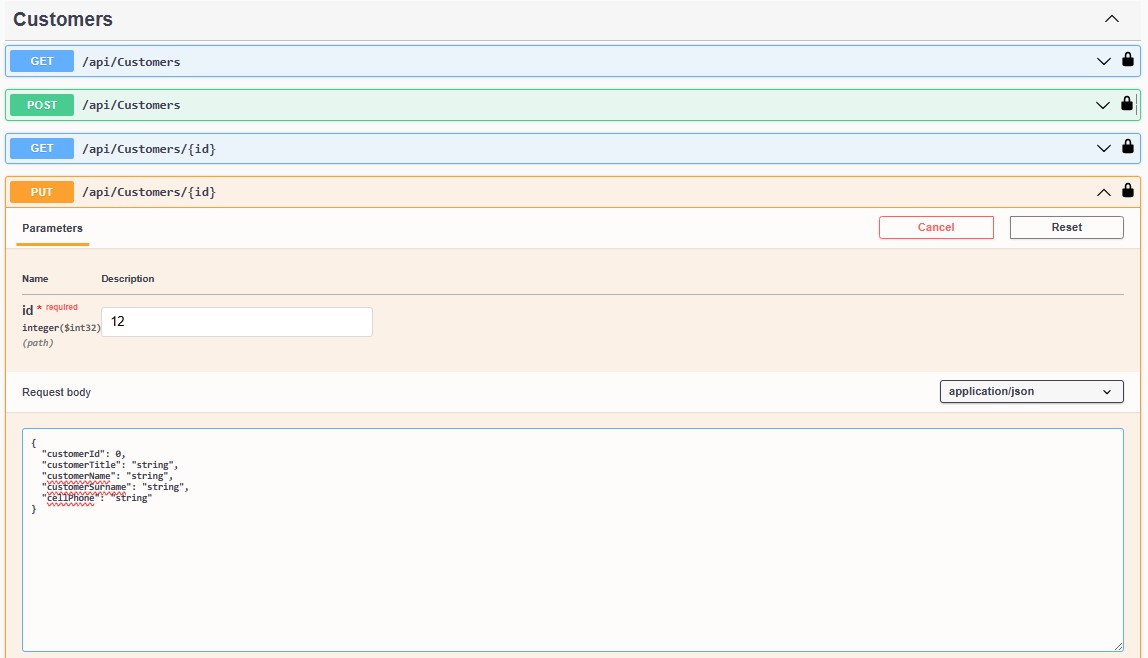 Customers
GET /api/Customers
POST /api/Customers
GET /api/Customers/{id}
PUT /api/Customers/{id}
Parameters Cancel Reset
Name Description
id * required
integer($int32) 12
(path)
Request body application/json
{
  "customerId": 0,
  "customerTitle": "string",
  "customerName": "string",
  "customerSurname": "string",
  "cellPhone": "string"
}